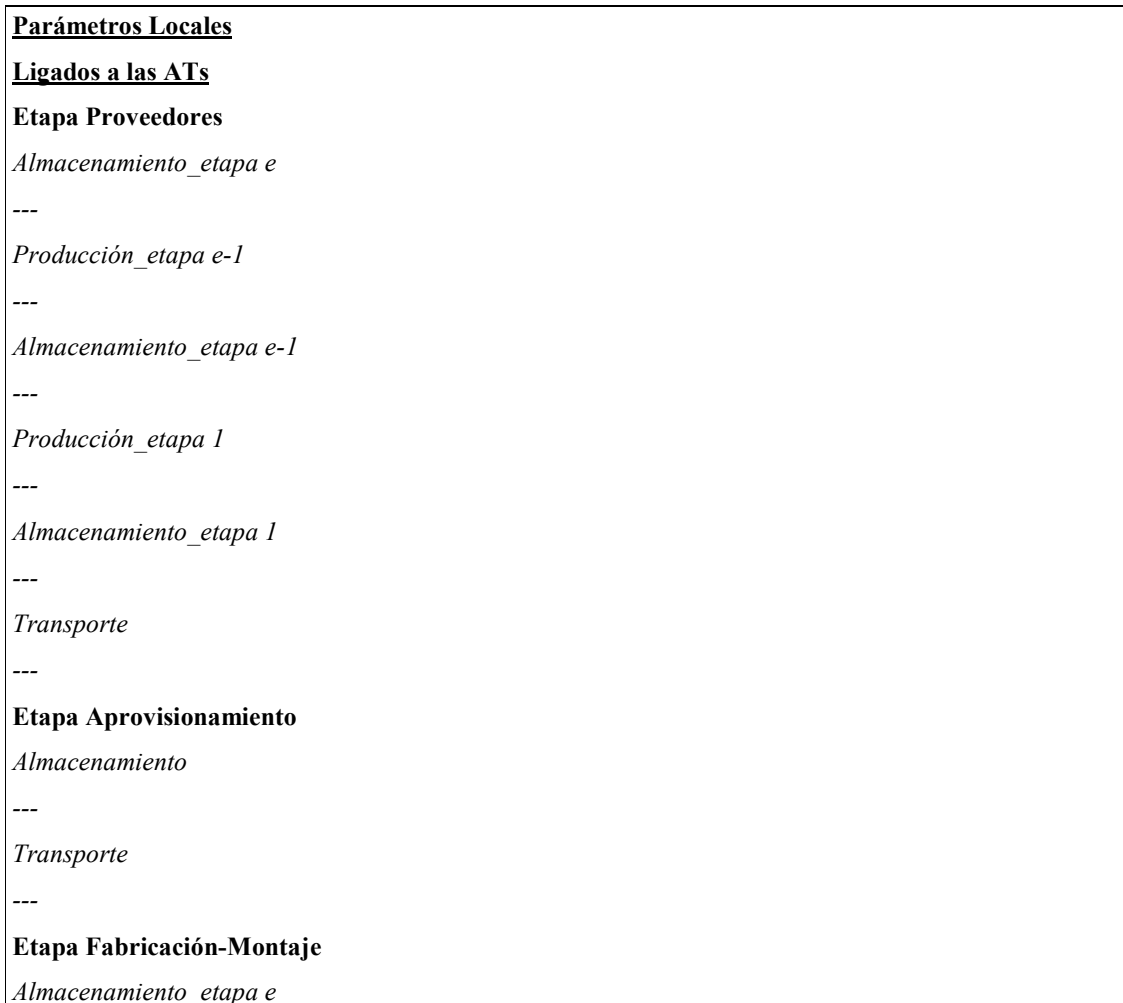 Parámetros Locales
Ligados a las ATs
Etapa Proveedores
Almacenamiento_etapa e
---
Producción_etapa e-1
---
Almacenamiento_etapa e-1
---
Producción_etapa 1
---
Almacenamiento_etapa 1
---
Transporte
---
Etapa Aprovisionamiento
Almacenamiento
---
Transporte
---
Etapa Fabricación-Montaje
Almacenamiento_etapa e